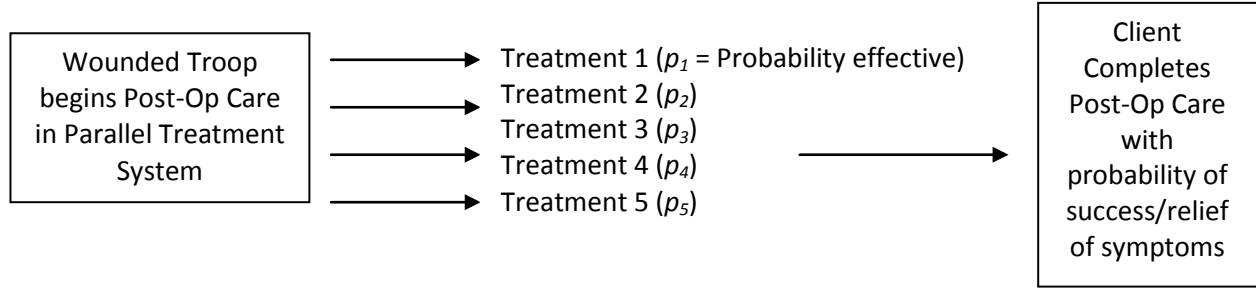 Wounded Troop
begins Post-Op Care
in Parallel Treatment
System
Treatment 1 (p₁ = Probability effective)
Treatment 2 (p₂)
Treatment 3 (p₃)
Treatment 4 (p₄)
Treatment 5 (p₅)
Client
Completes
Post-Op Care
with
probability of
success/relief
of symptoms